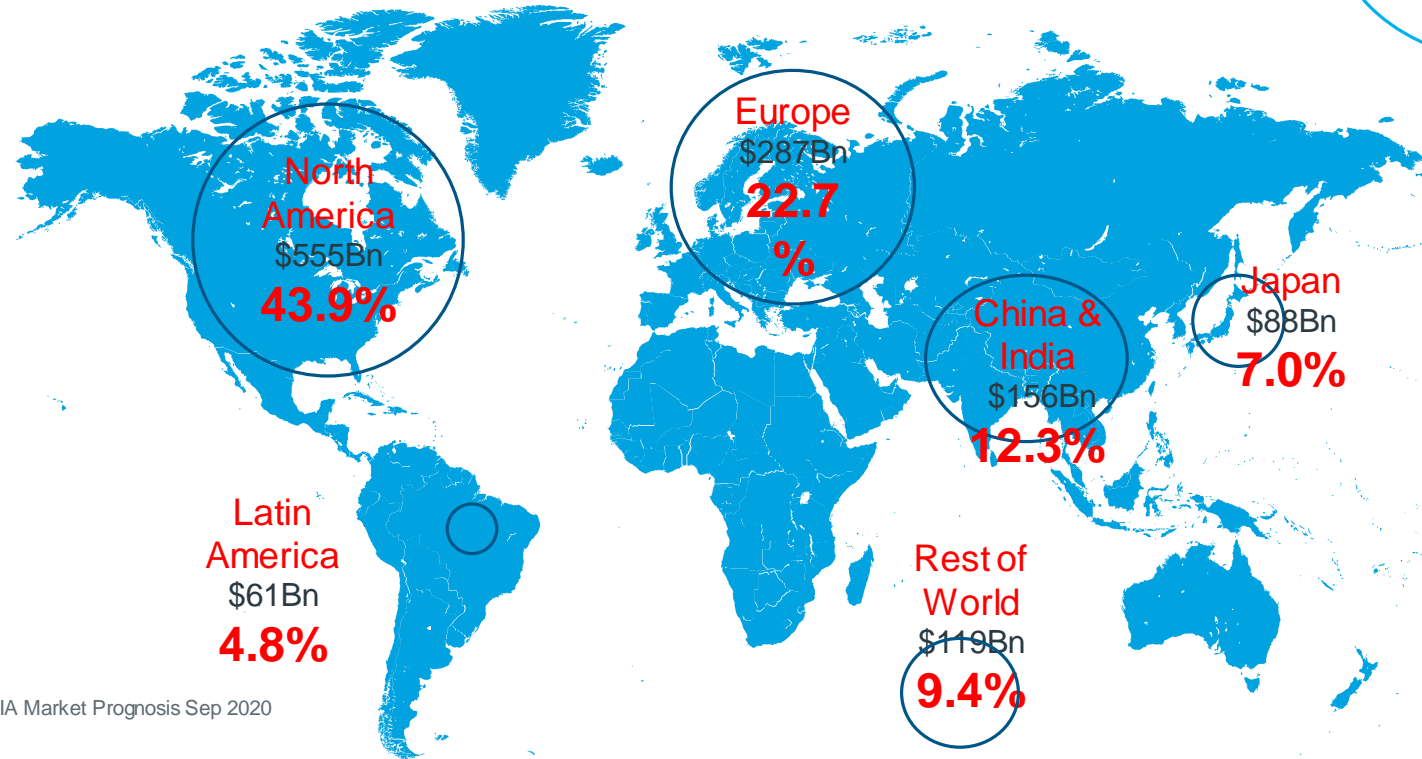 North
America
$555Bn
43.9%
Europe
$287Bn
22.7
%
China &
India
$156Bn
12.3%
Japan
$88Bn
7.0%
Latin
America
$61Bn
4.8%
Rest of
World
$119Bn
9.4%
IA Market Prognosis Sep 2020